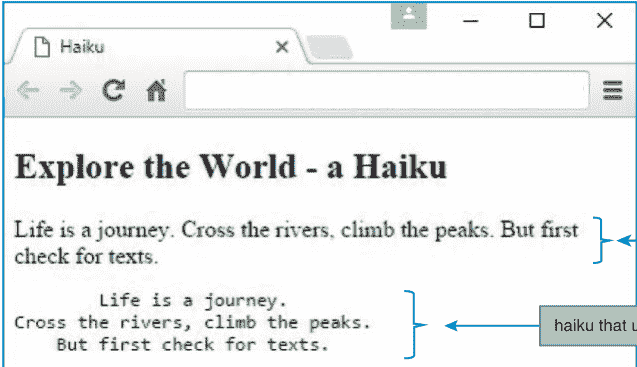 Haiku
Explore the World - a Haiku
Life is a journey. Cross the rivers, climb the peaks. But first
check for texts.
Life is a journey.
Cross the rivers, climb the peaks.
But first check for texts.
haiku that u